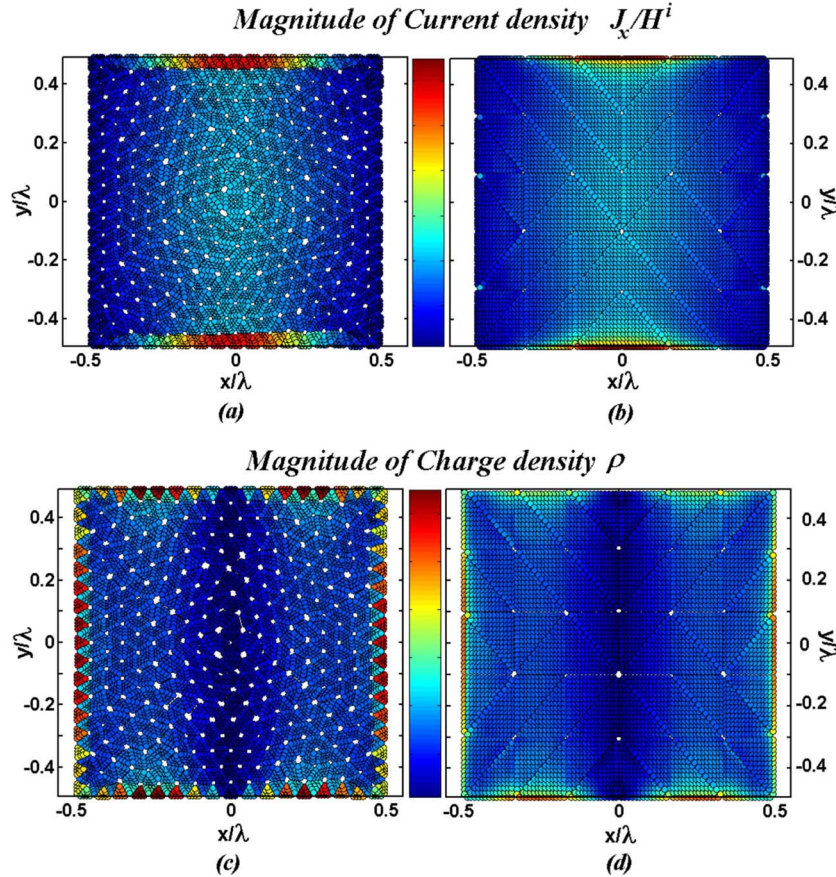 Magnitude of Current density J_x/H^i
0.4
0.2
0
-0.2
-0.4
y/λ
-0.5 0 0.5
x/λ
(a)
0.4
0.2
0
-0.2
-0.4
y/λ
-0.5 0 0.5
x/λ
(b)
Magnitude of Charge density ρ
0.4
0.2
0
-0.2
-0.4
y/λ
-0.5 0 0.5
x/λ
(c)
0.4
0.2
0
-0.2
-0.4
y/λ
-0.5 0 0.5
x/λ
(d)